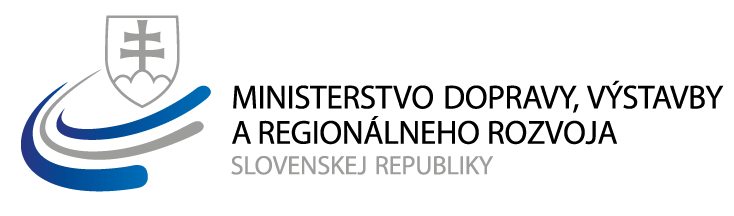 MINISTERSTVO DOPRAVY, VÝSTAVBY
A REGIONÁLNEHO ROZVOJA
SLOVENSKEJ REPUBLIKY